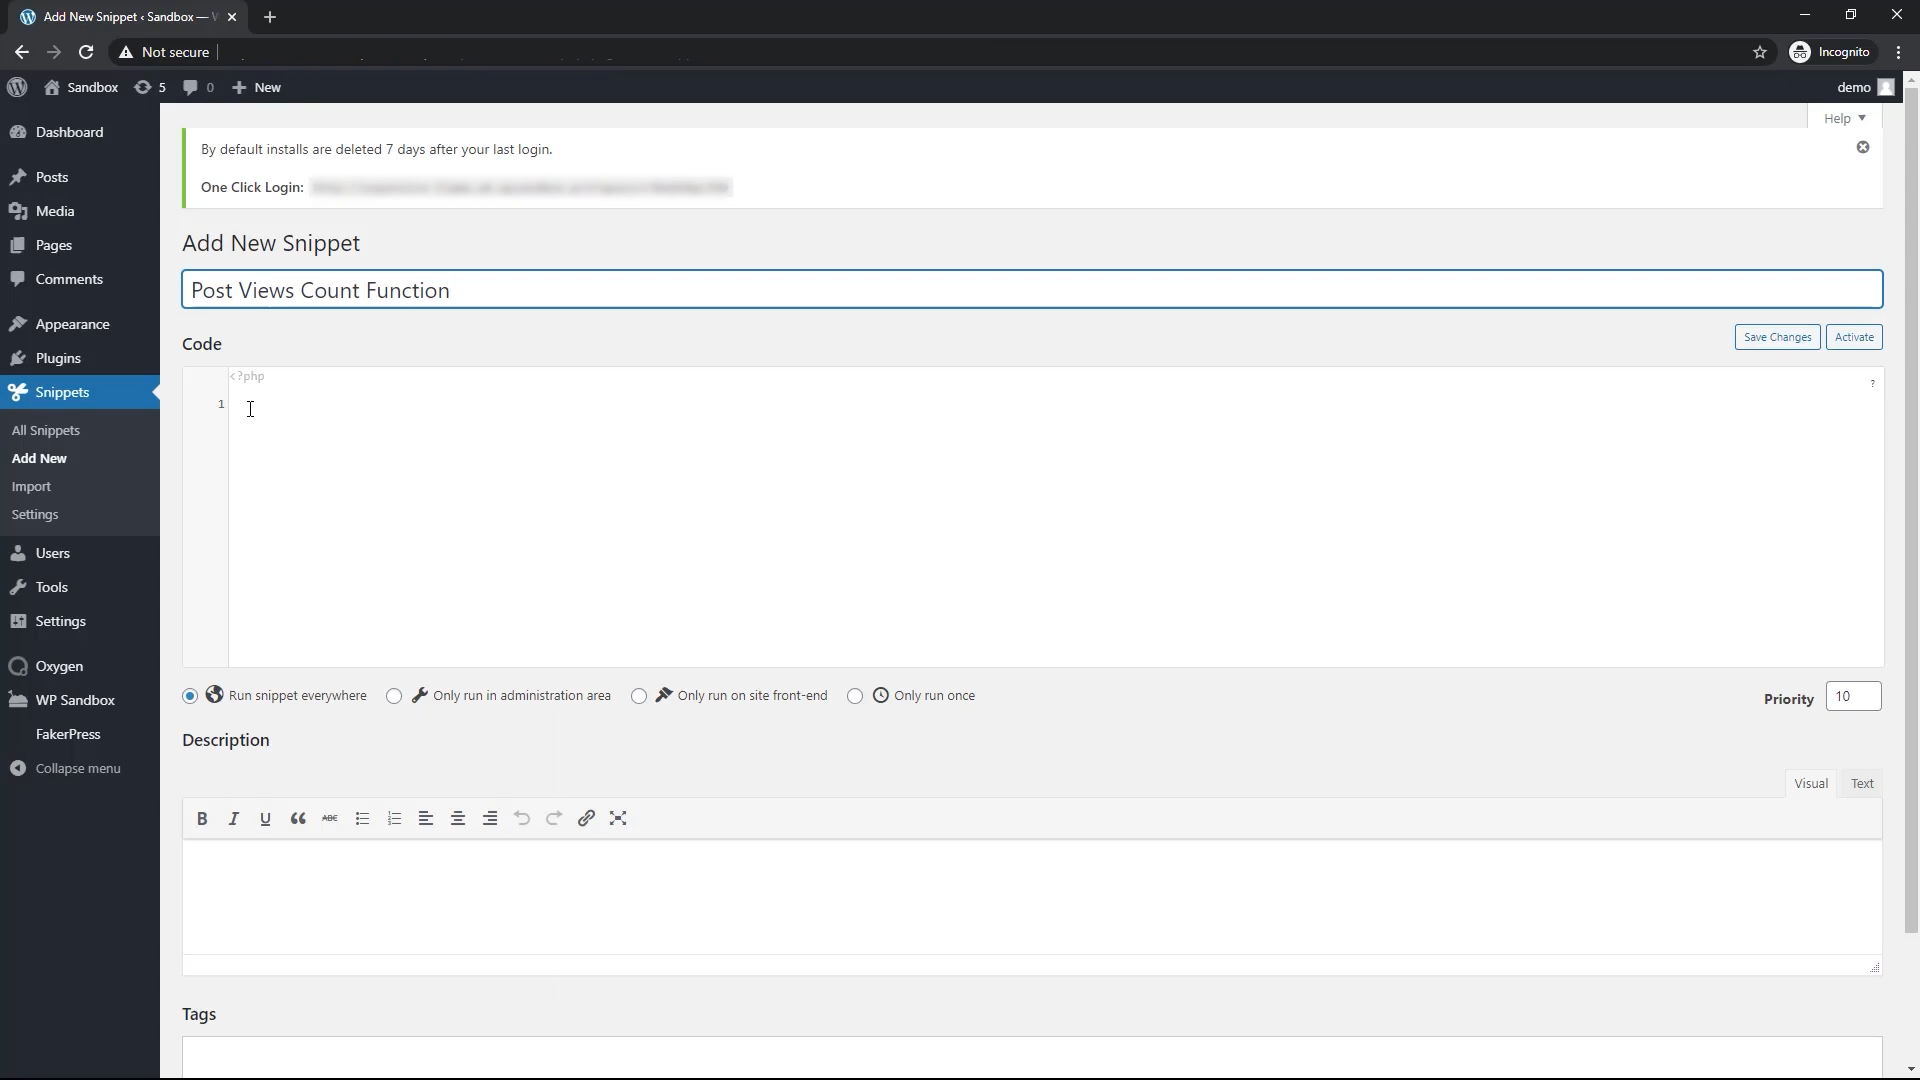 Add New Snippet ‹ Sandbox —
Not secure
Incognito
Sandbox 5 0 New
demo
Help
Dashboard
Posts
Media
Pages
Comments
Appearance
Plugins
Snippets
All Snippets
Add New
Import
Settings
Users
Tools
Settings
Oxygen
WP Sandbox
FakerPress
Collapse menu
By default installs are deleted 7 days after your last login.
One Click Login:
Add New Snippet
Post Views Count Function
Code
Save Changes
Activate
<?php
?
1
Run snippet everywhere
Only run in administration area
Only run on site front-end
Only run once
Priority 10
Description
Visual Text
B I U ABC
Tags